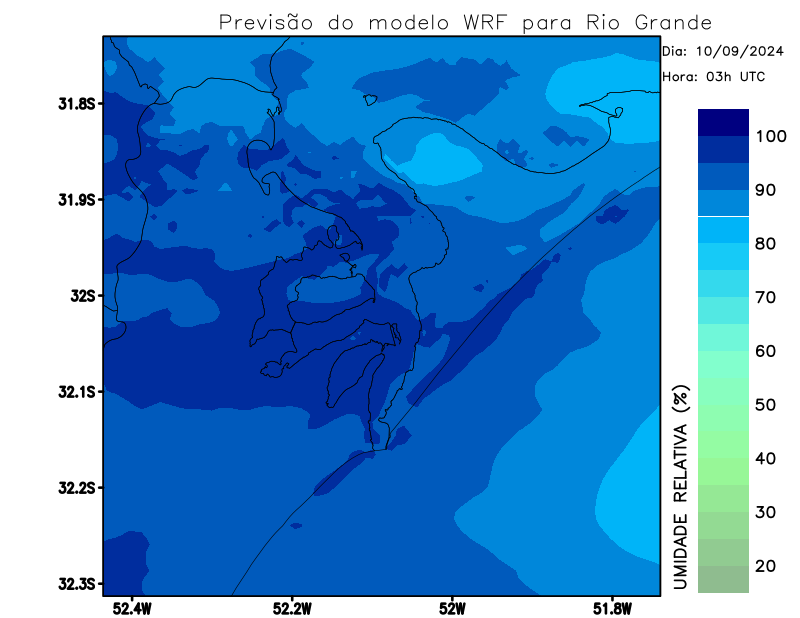 Previsão do modelo WRF para Rio Grande
Dia: 10/09/2024
Hora: 03h UTC
31.8S
31.9S
32S
32.1S
32.2S
32.3S
52.4W
52.2W
52W
51.8W
100
90
80
70
60
50
40
30
20
UMIDADE RELATIVA (%)